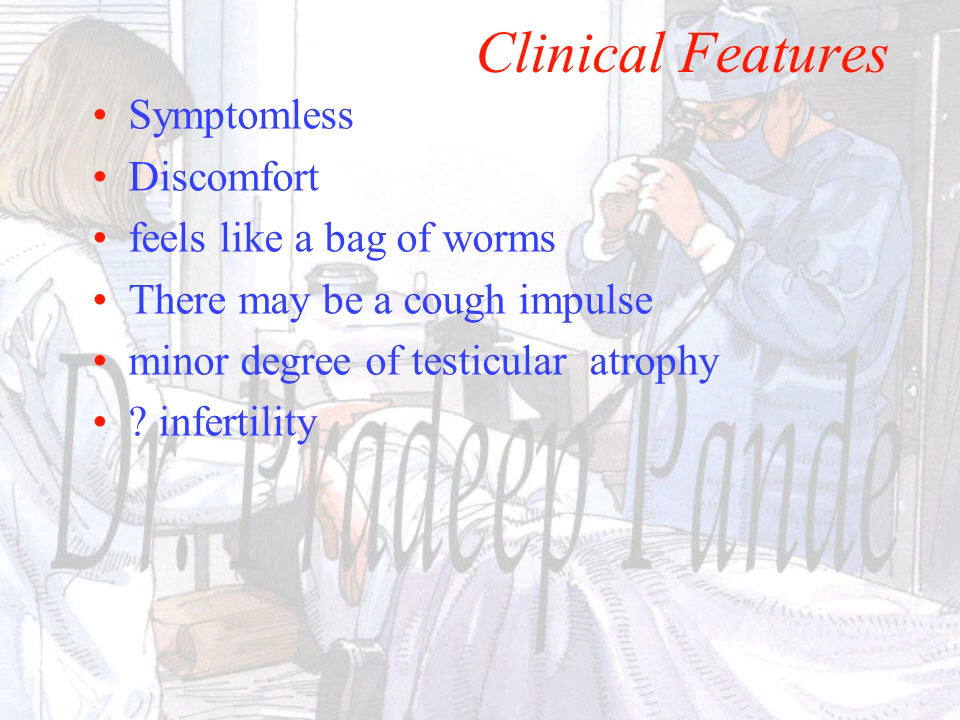 Clinical Features
• Symptomless
• Discomfort
• feels like a bag of worms
• There may be a cough impulse
• minor degree of testicular  atrophy
• ? infertility
Dr. Pradeep Pande